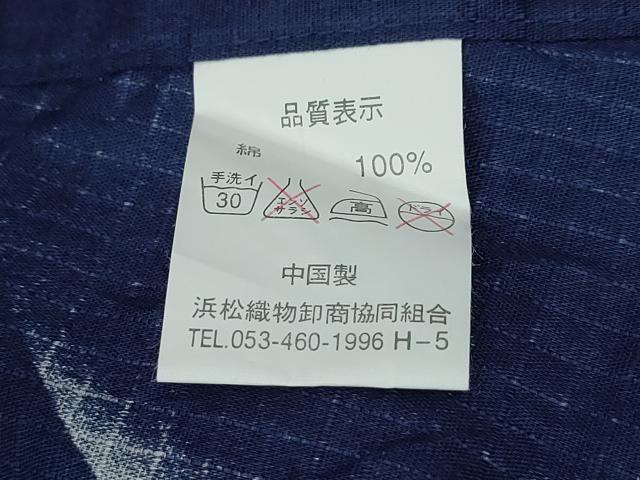 品質表示
綿 100%
手洗イ
30 エンソ サラシ 高 ドライ
中国製
浜松織物卸商協同組合
TEL.053-460-1996 H-5